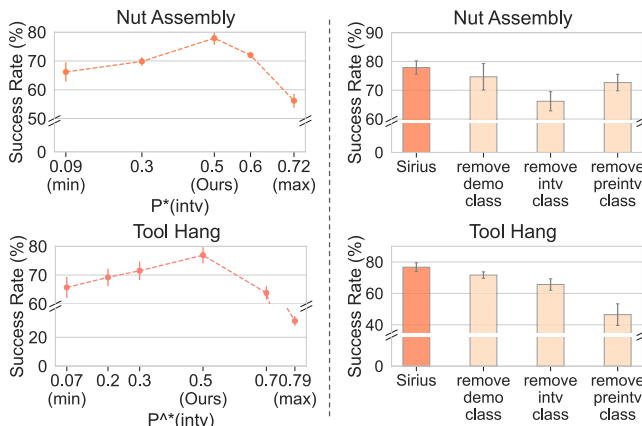 Nut Assembly
Success Rate (%)
80
70
60
50
0
0.09
(min)
0.3
0.5
(Ours)
0.6
0.72
(max)
P*(intv)
Nut Assembly
Success Rate (%)
90
80
70
60
0
Sirius
remove
demo
class
remove
intv
class
remove
preintv
class
Tool Hang
Success Rate (%)
80
70
60
20
0
0.07
(min)
0.2
0.3
0.5
(Ours)
0.70
0.79
(max)
P^*(intv)
Tool Hang
Success Rate (%)
80
60
40
0
Sirius
remove
demo
class
remove
intv
class
remove
preintv
class